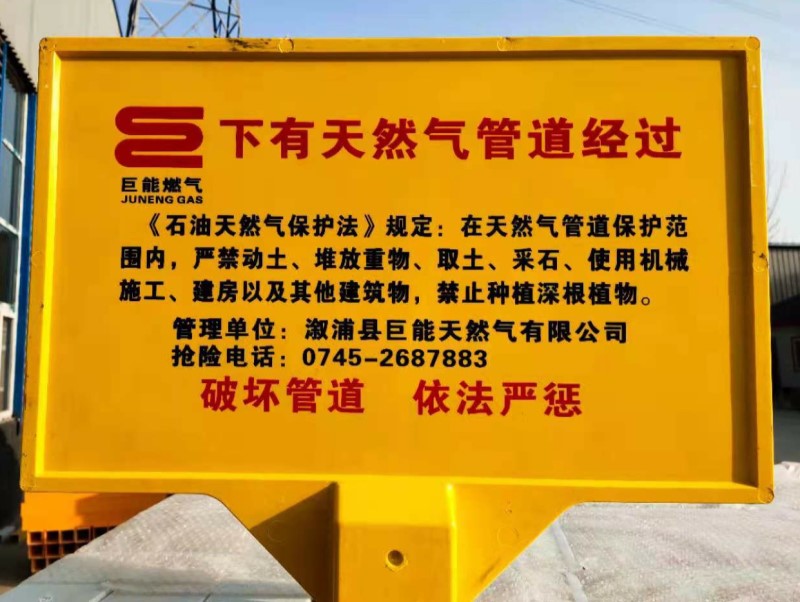 下有天然气管道经过
巨能燃气
JUNENG GAS
《石油天然气保护法》规定：在天然气管道保护范
围内，严禁动土、堆放重物、取土、采石、使用机械
施工、建房以及其他建筑物，禁止种植深根植物。
管理单位：溆浦县巨能天然气有限公司
抢险电话：0745-2687883
破坏管道 依法严惩